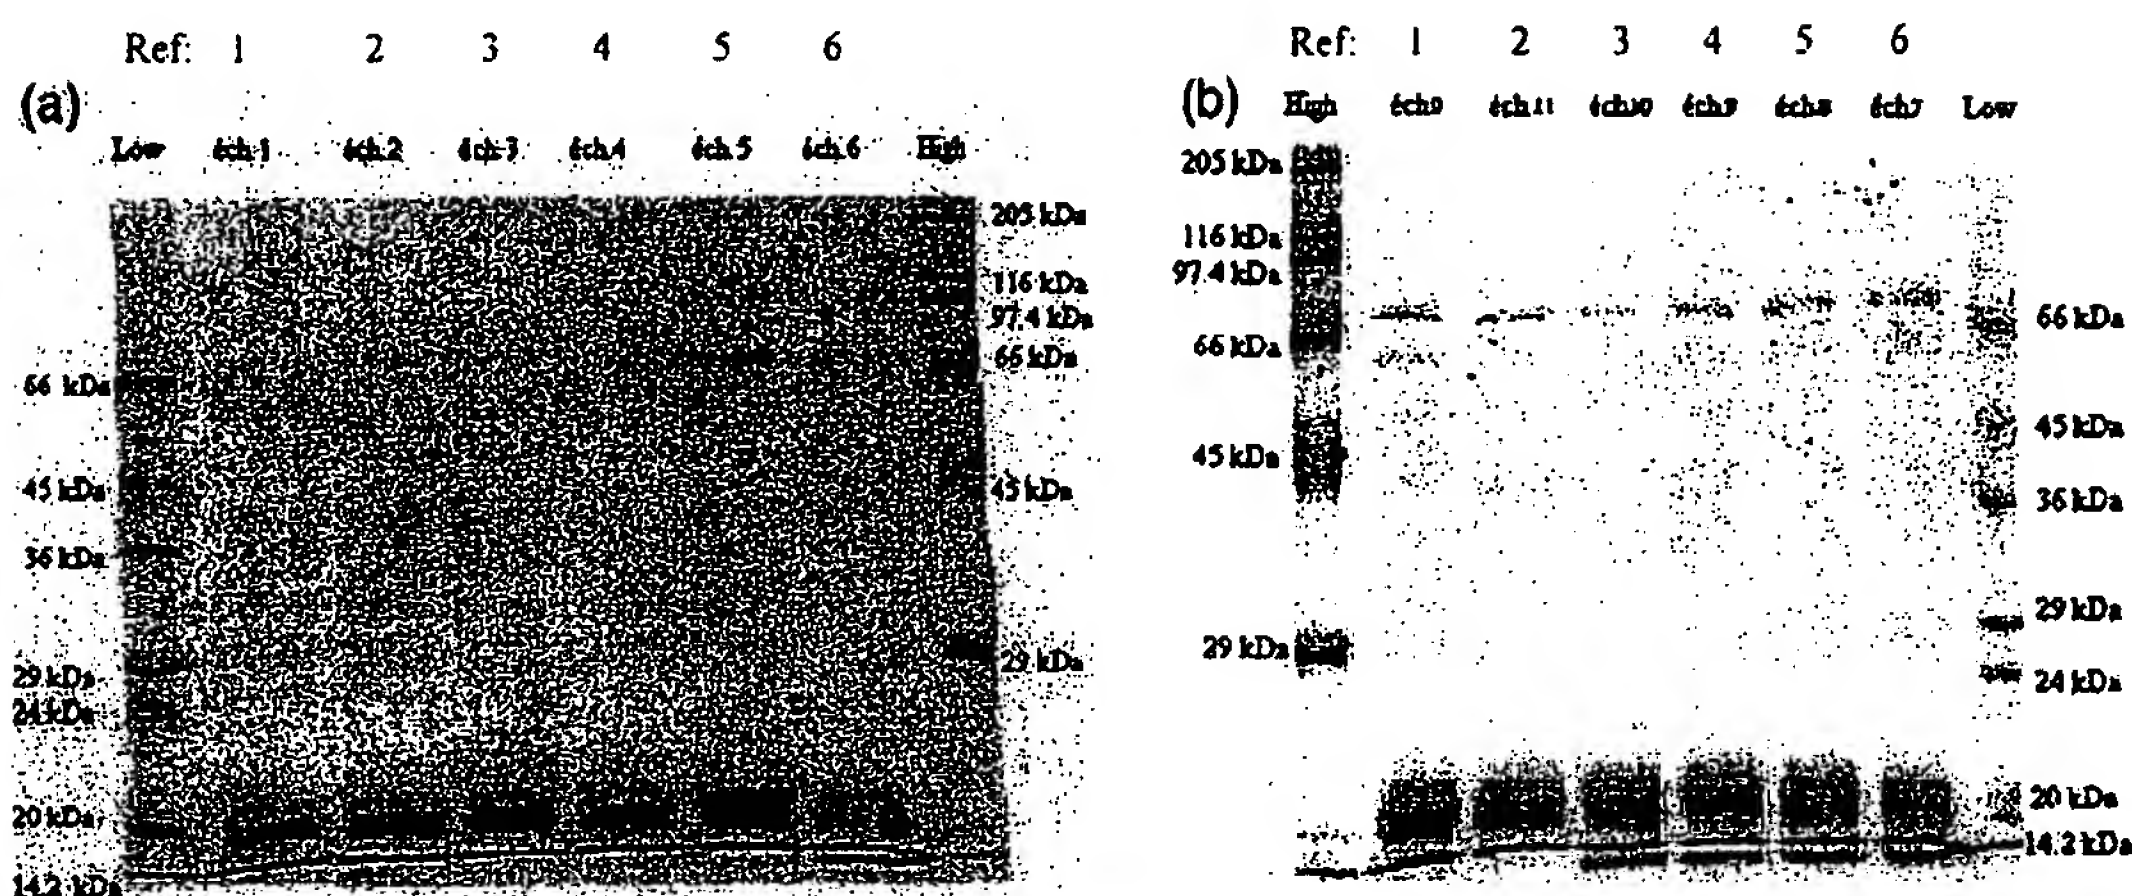 Ref: 1 2 3 4 5 6
(a)
Low éch.1 éch.2 éch.3 éch.4 éch.5 éch.6 High
205 kDa
116 kDa
97.4 kDa
66 kDa
45 kDa
29 kDa
66 kDa
45 kDa
36 kDa
29 kDa
24 kDa
20 kDa
14.2 kDa
Ref: 1 2 3 4 5 6
(b)
High éch.11 éch.7 Low
205 kDa
116 kDa
97.4 kDa
66 kDa
45 kDa
29 kDa
66 kDa
45 kDa
36 kDa
29 kDa
24 kDa
20 kDa
14.2 kDa